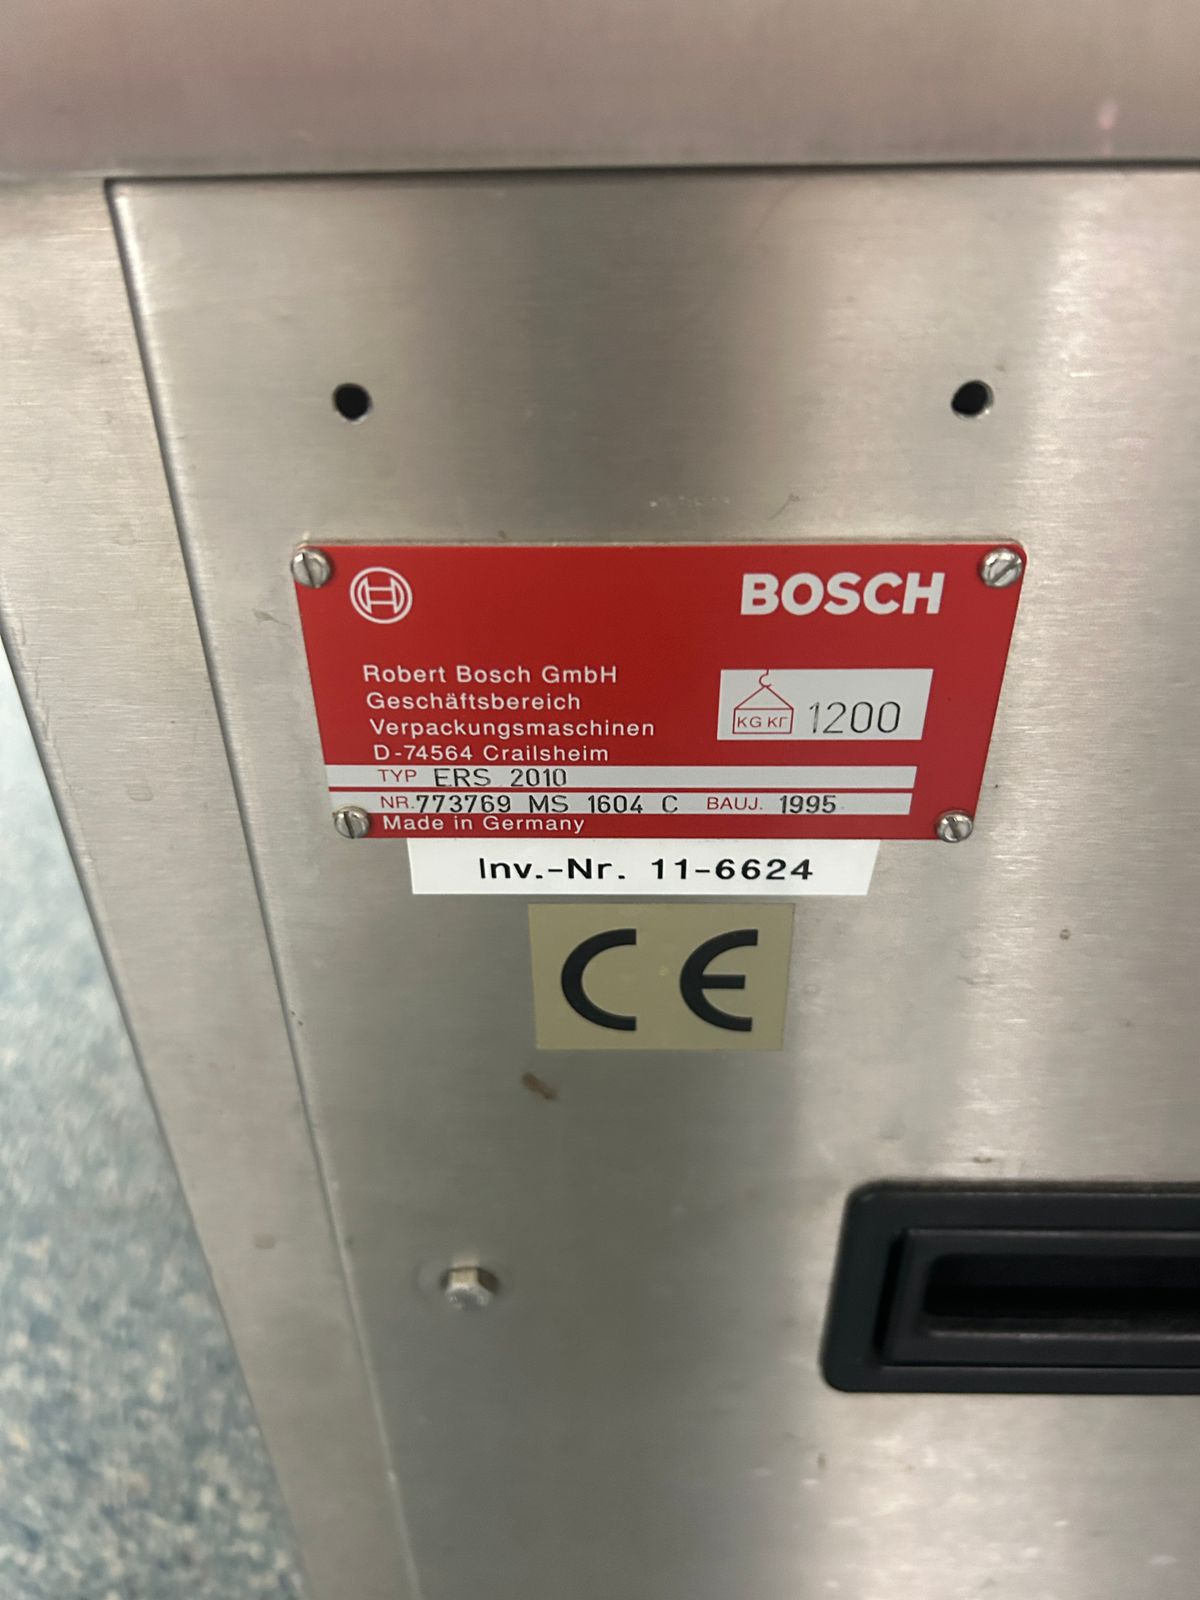 BOSCH
Robert Bosch GmbH
Geschäftsbereich
Verpackungsmaschinen
D-74564 Crailsheim
KG КГ 1200
TYP ERS 2010
NR. 773769 MS 1604 C BAUJ. 1995
Made in Germany
Inv.-Nr. 11-6624
CE